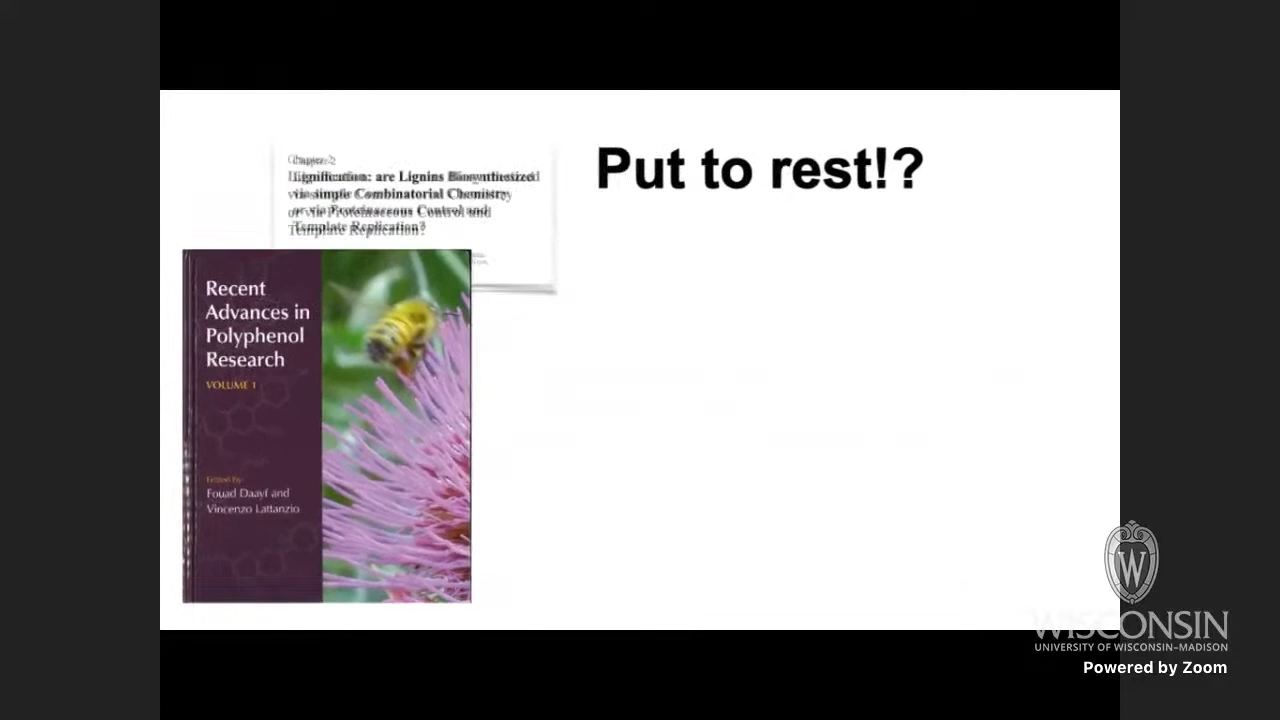 Put to rest!?
Chapter 2
Lignification: are Lignins Biosynthesized
via simple Combinatorial Chemistry
or via Proteinaceous Control and
Template Replication?
Recent
Advances in
Polyphenol
Research
VOLUME 1
Edited by
Fouad Daayf and
Vincenzo Lattanzio
W
WISCONSIN
UNIVERSITY OF WISCONSIN–MADISON
Powered by Zoom